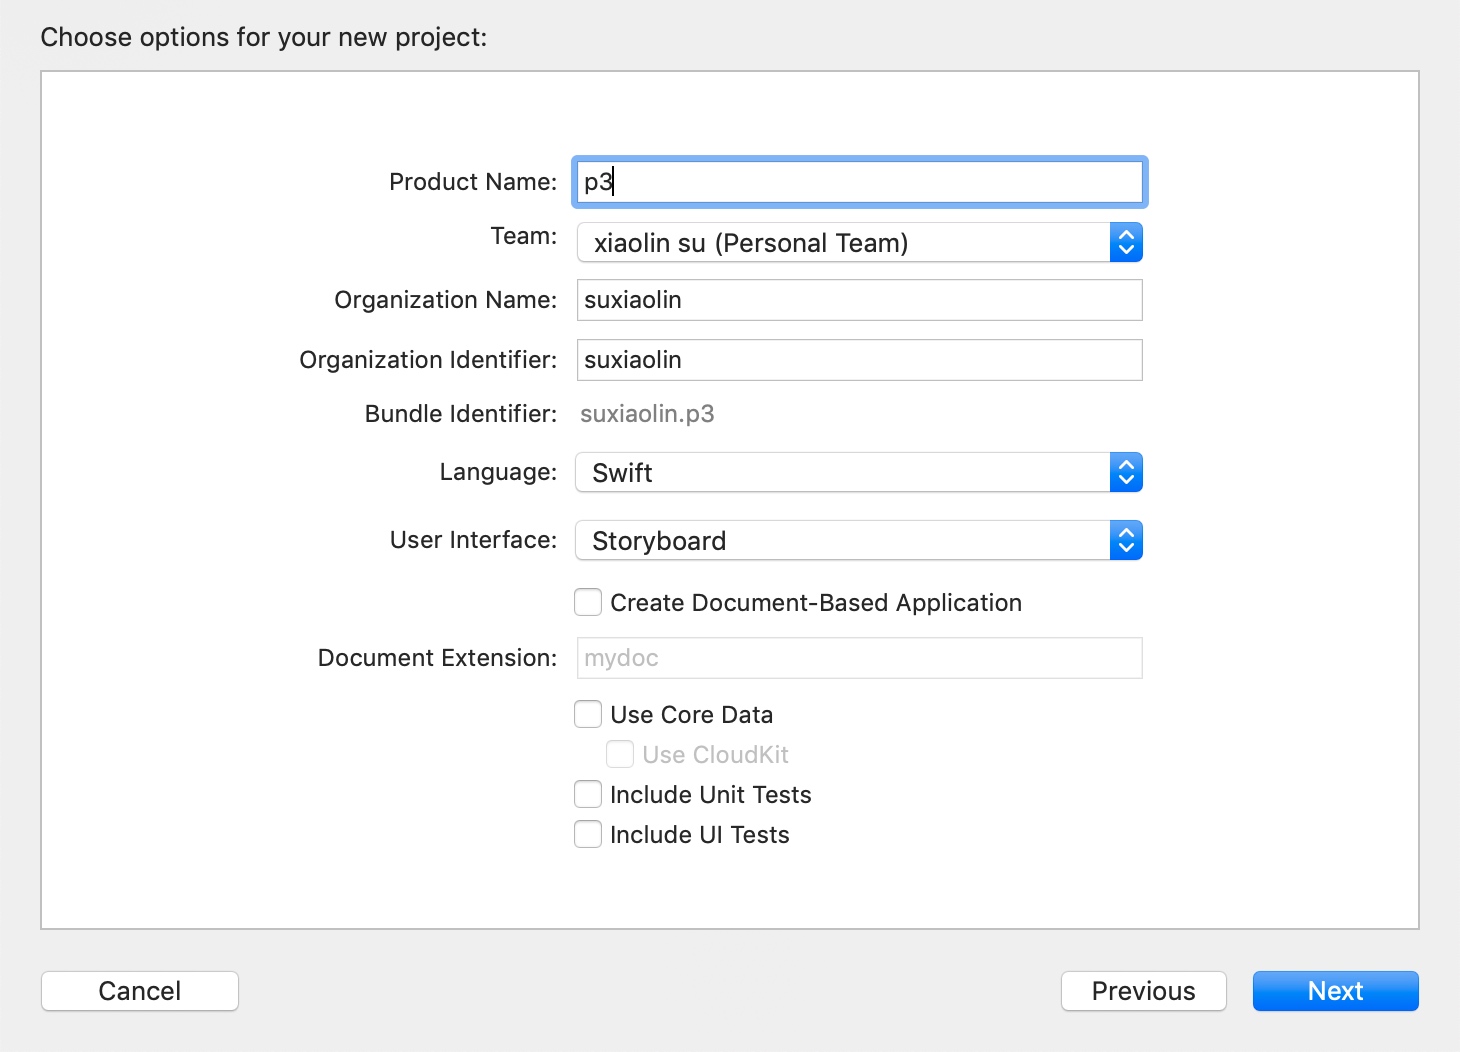 Choose options for your new project:
Product Name: p3
Team: xiaolin su (Personal Team)
Organization Name: suxiaolin
Organization Identifier: suxiaolin
Bundle Identifier: suxiaolin.p3
Language: Swift
User Interface: Storyboard
Create Document-Based Application
Document Extension: mydoc
Use Core Data
Use CloudKit
Include Unit Tests
Include UI Tests
Cancel Previous Next